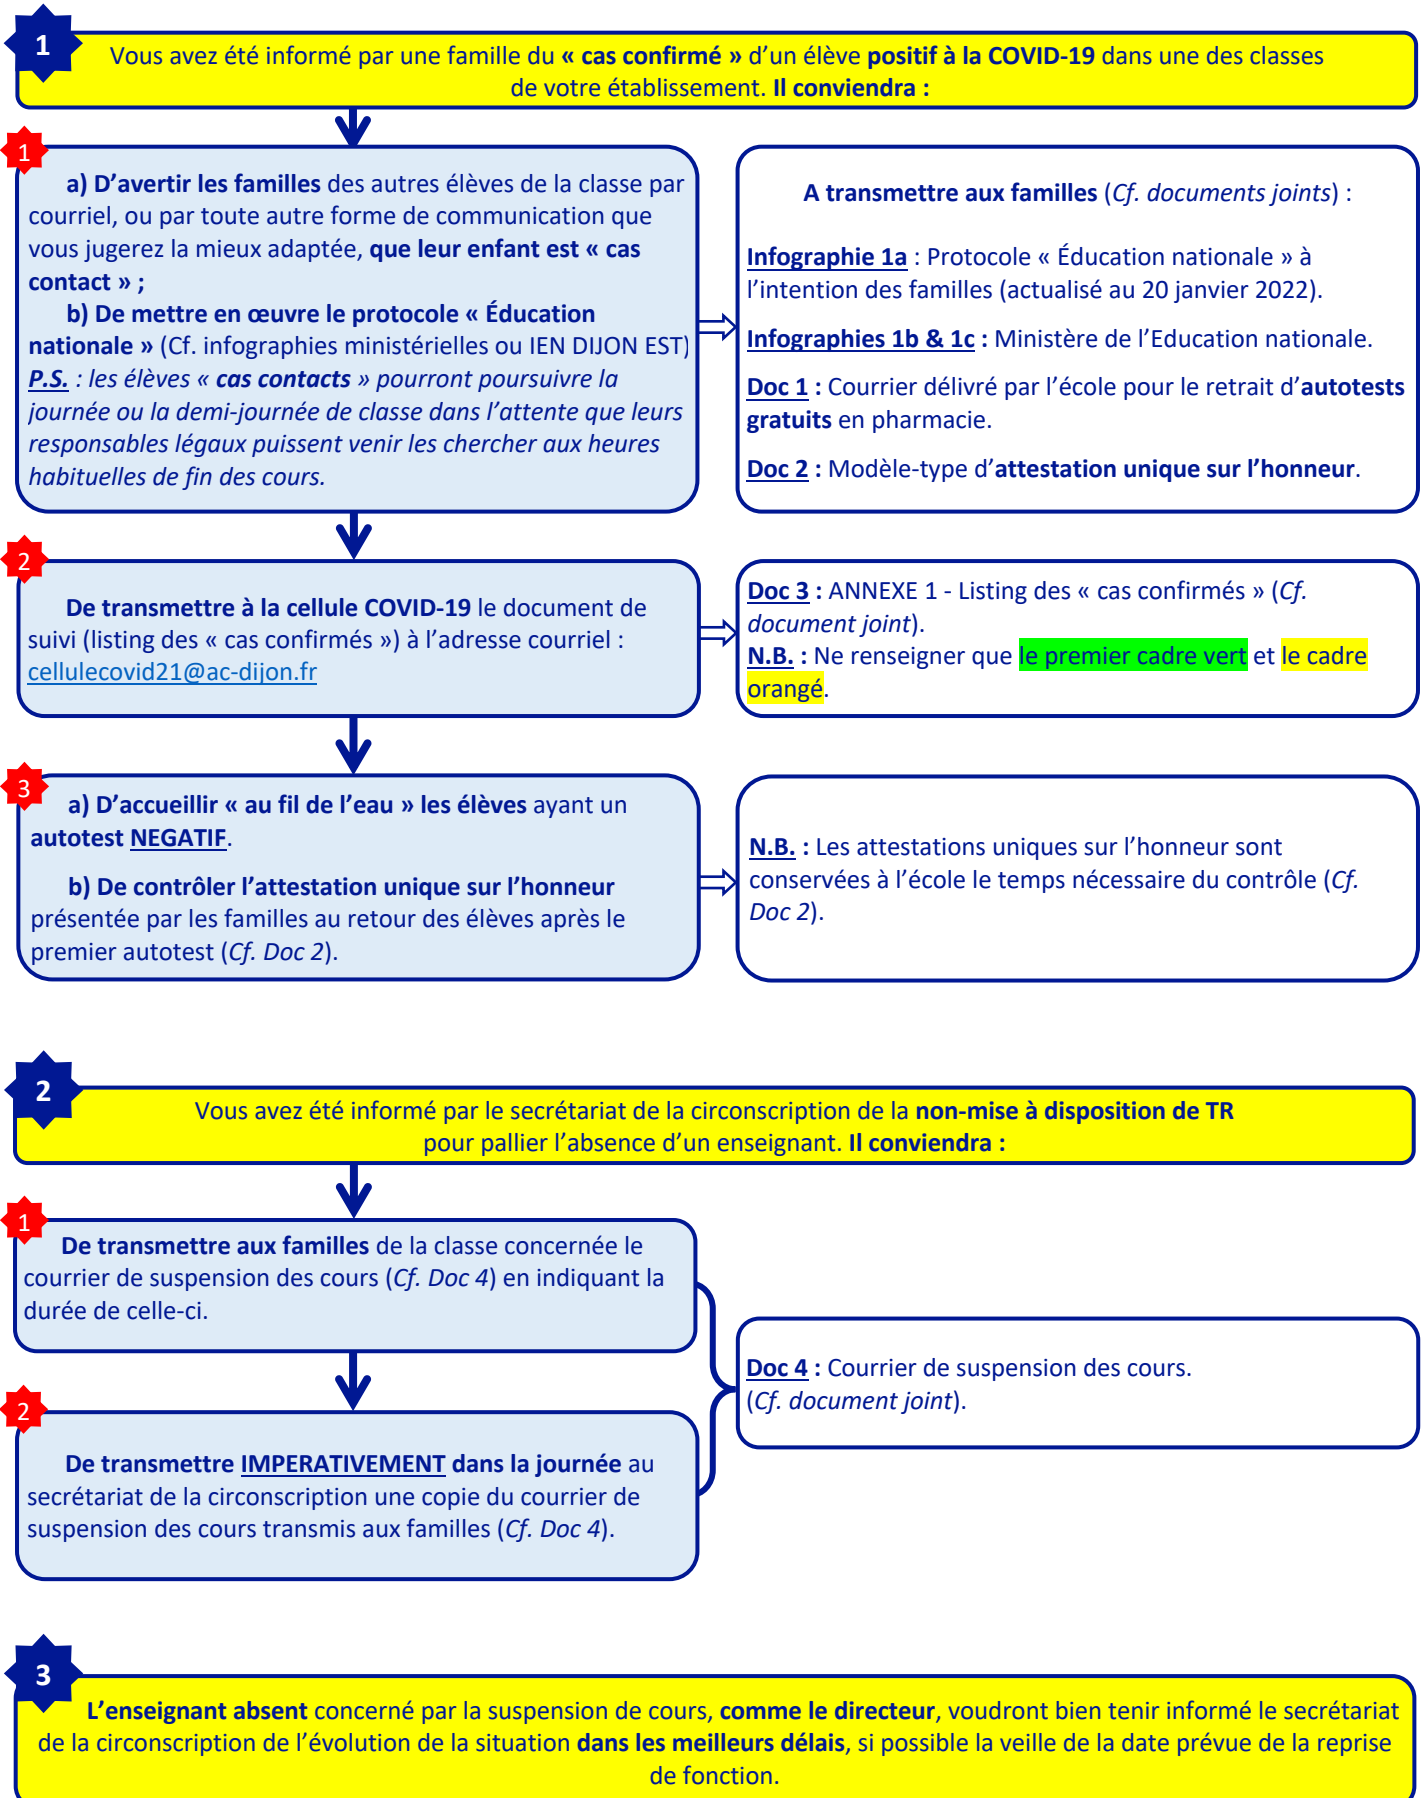 1
Vous avez été informé par une famille du « cas confirmé » d’un élève positif à la COVID-19 dans une des classes
de votre établissement. Il conviendra :
1
a) D’avertir les familles des autres élèves de la classe par
courriel, ou par toute autre forme de communication que
vous jugerez la mieux adaptée, que leur enfant est « cas
contact » ;
b) De mettre en œuvre le protocole « Éducation
nationale » (Cf. infographies ministérielles ou IEN DIJON EST)
P.S. : les élèves « cas contacts » pourront poursuivre la
journée ou la demi-journée de classe dans l’attente que leurs
responsables légaux puissent venir les chercher aux heures
habituelles de fin des cours.
A transmettre aux familles (Cf. documents joints) :
Infographie 1a : Protocole « Éducation nationale » à
l’intention des familles (actualisé au 20 janvier 2022).
Infographies 1b & 1c : Ministère de l’Education nationale.
Doc 1 : Courrier délivré par l’école pour le retrait d’autotests
gratuits en pharmacie.
Doc 2 : Modèle-type d’attestation unique sur l’honneur.
2
De transmettre à la cellule COVID-19 le document de
suivi (listing des « cas confirmés ») à l’adresse courriel :
cellulecovid21@ac-dijon.fr
Doc 3 : ANNEXE 1 - Listing des « cas confirmés » (Cf.
document joint).
N.B. : Ne renseigner que le premier cadre vert et le cadre
orangé.
3
a) D’accueillir « au fil de l’eau » les élèves ayant un
autotest NEGATIF.
b) De contrôler l’attestation unique sur l’honneur
présentée par les familles au retour des élèves après le
premier autotest (Cf. Doc 2).
N.B. : Les attestations uniques sur l’honneur sont
conservées à l’école le temps nécessaire du contrôle (Cf.
Doc 2).
2
Vous avez été informé par le secrétariat de la circonscription de la non-mise à disposition de TR
pour pallier l’absence d’un enseignant. Il conviendra :
1
De transmettre aux familles de la classe concernée le
courrier de suspension des cours (Cf. Doc 4) en indiquant la
durée de celle-ci.
2
De transmettre IMPERATIVEMENT dans la journée au
secrétariat de la circonscription une copie du courrier de
suspension des cours transmis aux familles (Cf. Doc 4).
Doc 4 : Courrier de suspension des cours.
(Cf. document joint).
3
L’enseignant absent concerné par la suspension de cours, comme le directeur, voudront bien tenir informé le secrétariat
de la circonscription de l’évolution de la situation dans les meilleurs délais, si possible la veille de la date prévue de la reprise
de fonction.